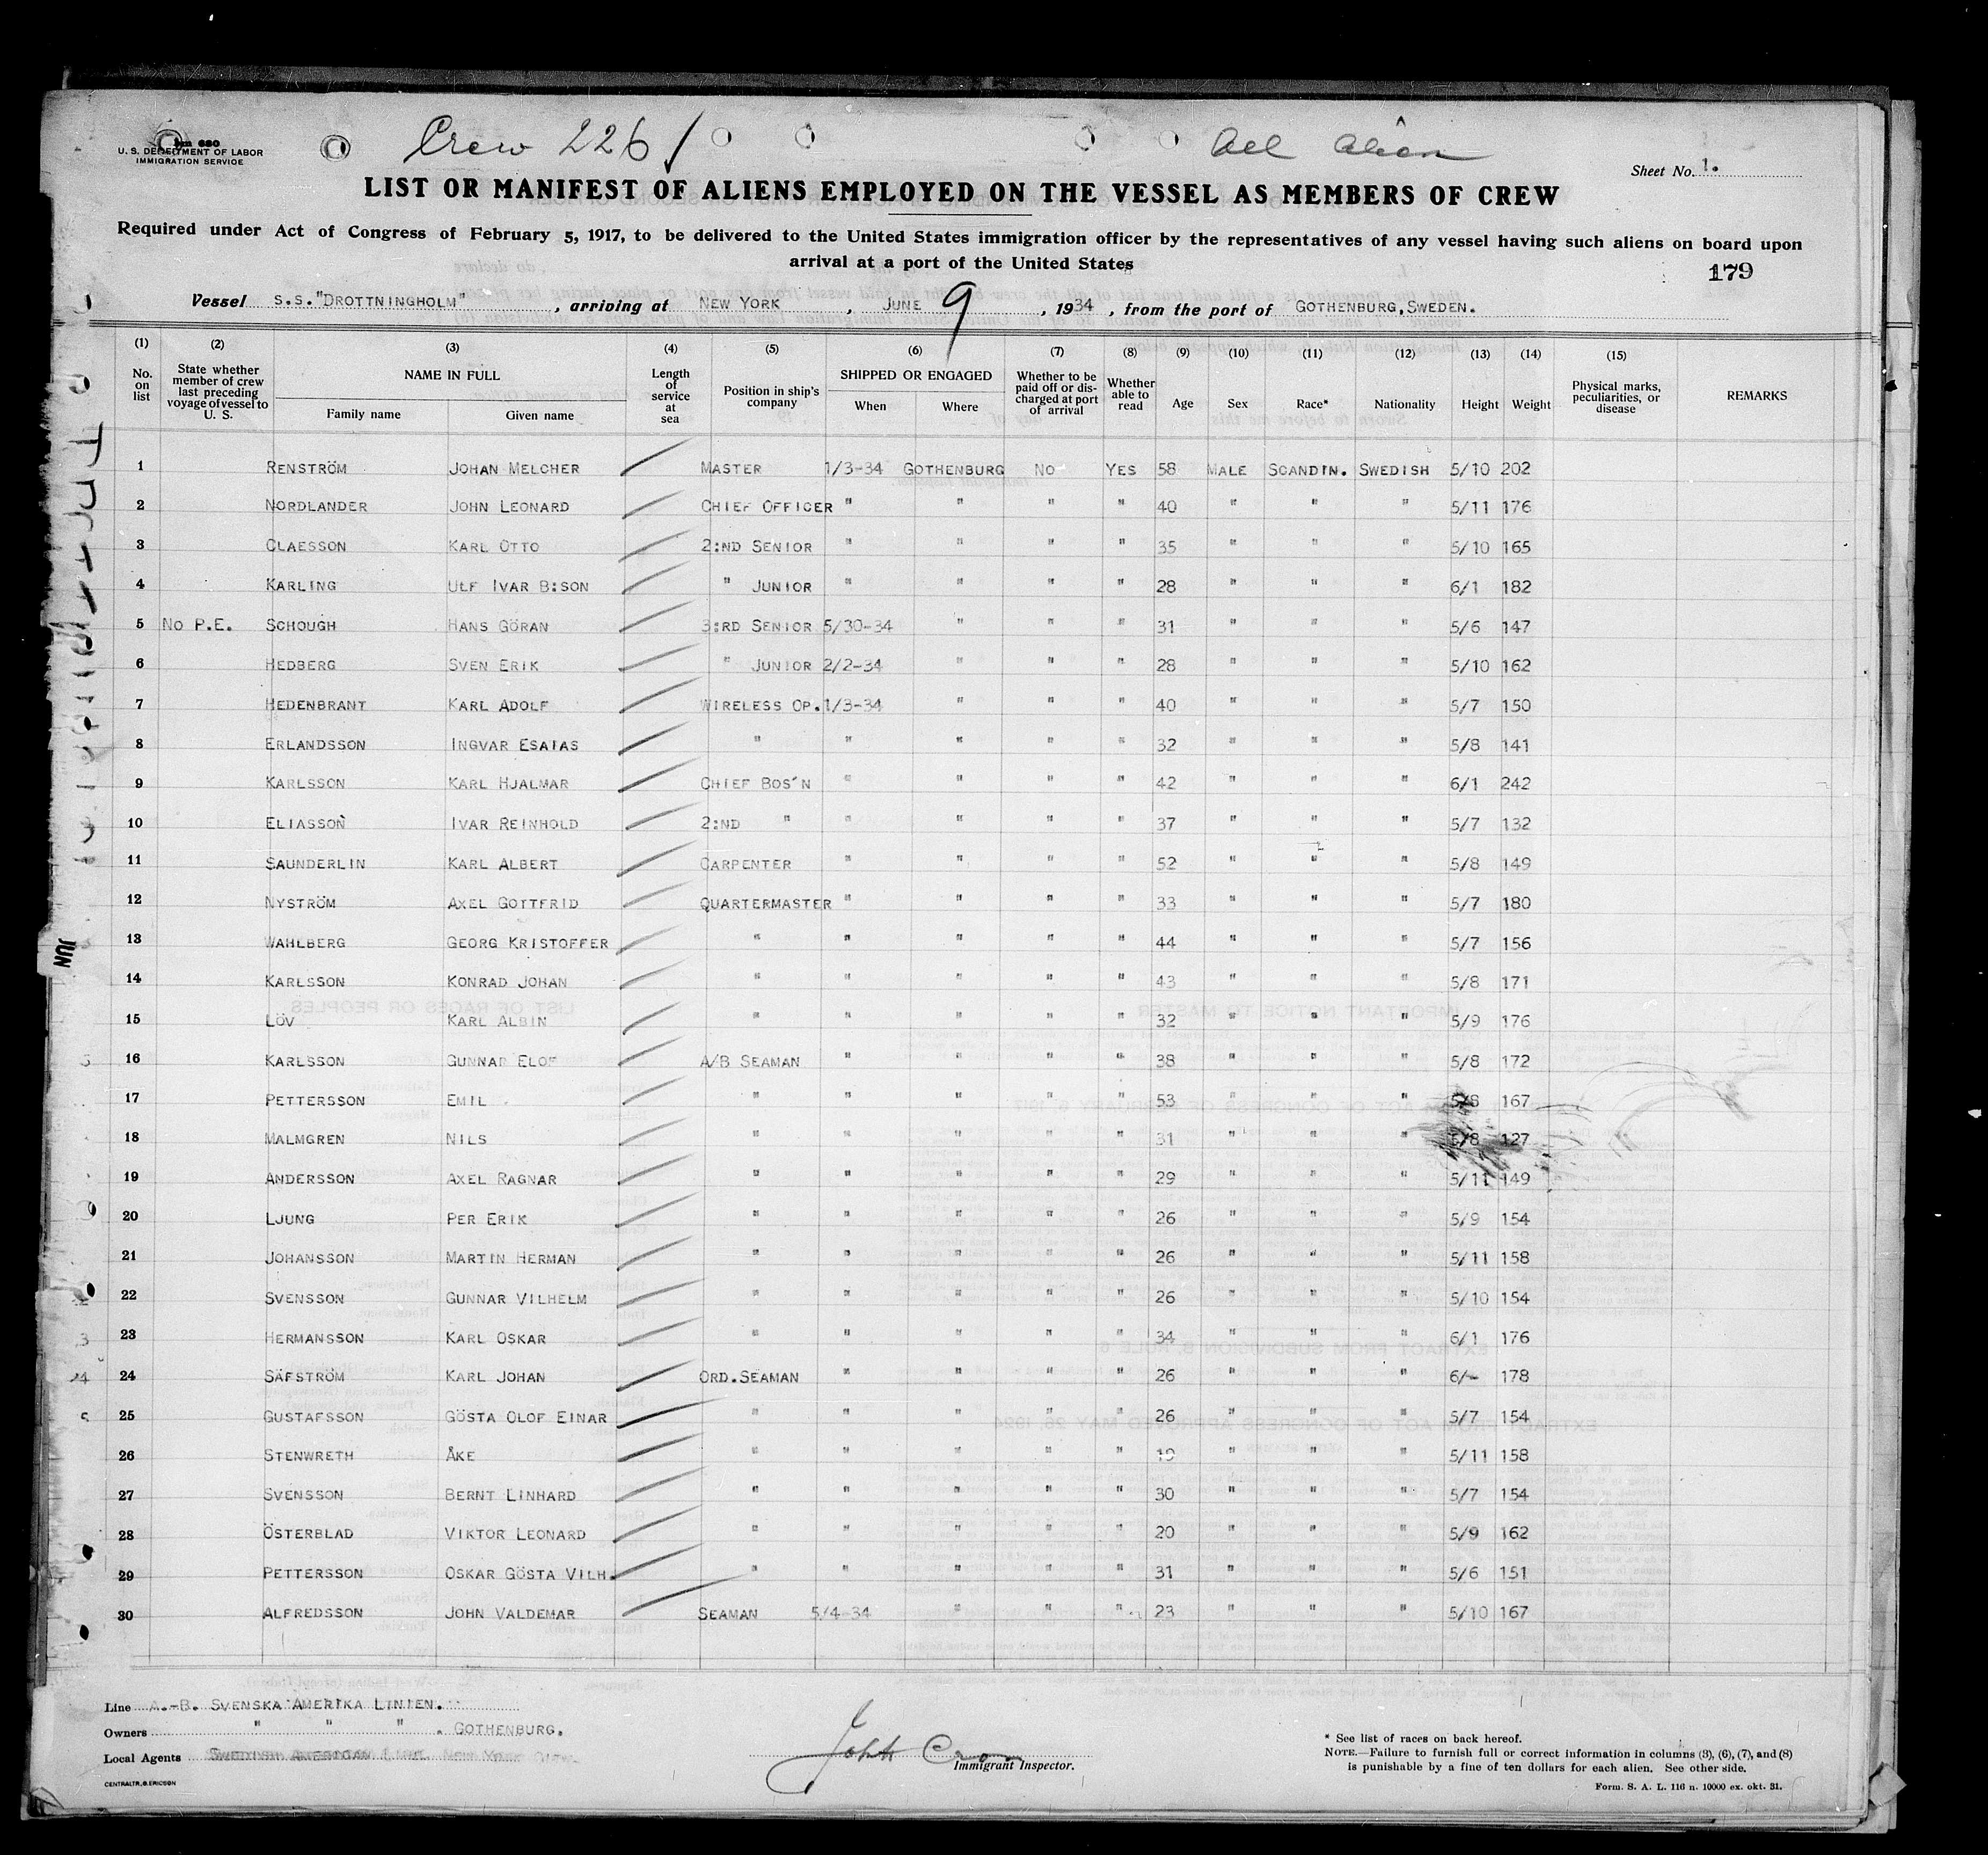 Crew 226
All Alien
U. S. DEPARTMENT OF LABOR
IMMIGRATION SERVICE
Sheet No. 1.
LIST OR MANIFEST OF ALIENS EMPLOYED ON THE VESSEL AS MEMBERS OF CREW
Required under Act of Congress of February 5, 1917, to be delivered to the United States immigration officer by the representatives of any vessel having such aliens on board upon
arrival at a port of the United States
179
Vessel S.S."DROTTNINGHOLM", arriving at NEW YORK, JUNE 9, 1934, from the port of GOTHENBURG, SWEDEN.
(1) (2) (3) (4) (5) (6) (7) (8) (9) (10) (11) (12) (13) (14) (15)
No. on list | State whether member of crew last preceding voyage of vessel to U. S. | NAME IN FULL | Family name | Given name | Length of service at sea | Position in ship's company | SHIPPED OR ENGAGED | When | Where | Whether to be paid off or discharged at port of arrival | Whether able to read | Age | Sex | Race* | Nationality | Height | Weight | Physical marks, peculiarities, or disease | REMARKS
1 RENSTRÖM JOHAN MELCHER MASTER 1/3-34 GOTHENBURG NO YES 58 MALE SCANDIN. SWEDISH 5/10 202
2 NORDLANDER JOHN LEONARD CHIEF OFFICER " " " " 40 " " " 5/11 176
3 CLAESSON KARL OTTO 2:ND SENIOR " " " " 35 " " " 5/10 165
4 KARLING ULF IVAR B:SON " JUNIOR " " " " 28 " " " 6/1 182
5 NO P.E. SCHOUGH HANS GÖRAN 3:RD SENIOR 5/30-34 " " " 31 " " " 5/6 147
6 HEDBERG SVEN ERIK " JUNIOR 2/2-34 " " " 28 " " " 5/10 162
7 HEDENBRANT KARL ADOLF WIRELESS OP. 1/3-34 " " " 40 " " " 5/7 150
8 ERLANDSSON INGVAR ESAIAS " " " " " 32 " " " 5/8 141
9 KARLSSON KARL HJALMAR CHIEF BOS'N " " " " 42 " " " 6/1 242
10 ELIASSON IVAR REINHOLD 2:ND " " " " " 37 " " " 5/7 132
11 SAUNDERLIN KARL ALBERT CARPENTER " " " " 52 " " " 5/8 149
12 NYSTRÖM AXEL GOTTFRID QUARTERMASTER " " " " 33 " " " 5/7 180
13 WAHLBERG GEORG KRISTOFFER " " " " " 44 " " " 5/7 156
14 KARLSSON KONRAD JOHAN " " " " " 43 " " " 5/8 171
15 LÖV KARL ALBIN " " " " " 32 " " " 5/9 176
16 KARLSSON GUNNAR ELOF A/B SEAMAN " " " " 38 " " " 5/8 172
17 PETTERSSON EMIL " " " " " 53 " " " 5/8 167
18 MALMGREN NILS " " " " " 31 " " " 5/8 127
19 ANDERSSON AXEL RAGNAR " " " " " 29 " " " 5/11 149
20 LJUNG PER ERIK " " " " " 26 " " " 5/9 154
21 JOHANSSON MARTIN HERMAN " " " " " 26 " " " 5/11 158
22 SVENSSON GUNNAR VILHELM " " " " " 26 " " " 5/10 154
23 HERMANSSON KARL OSKAR " " " " " 34 " " " 6/1 176
24 SÄFSTRÖM KARL JOHAN ORD.SEAMAN " " " " 26 " " " 6/- 178
25 GUSTAFSSON GÖSTA OLOF EINAR " " " " " 26 " " " 5/7 154
26 STENWRETH ÅKE " " " " " 19 " " " 5/11 158
27 SVENSSON BERNT LINHARD " " " " " 30 " " " 5/7 154
28 ÖSTERBLAD VIKTOR LEONARD " " " " " 20 " " " 5/9 162
29 PETTERSSON OSKAR GÖSTA VILH. " " " " " 31 " " " 5/6 151
30 ALFREDSSON JOHN VALDEMAR SEAMAN 5/4-34 " " " 23 " " " 5/10 167
JUN
Line A.-B. SVENSKA AMERIKA LINIEN.
Owners " " " . GOTHENBURG.
Local Agents SWEDISH AMERICAN LINE. NEW YORK CITY.
CENTRALTR, G. ERICSON
John
Immigrant Inspector.
* See list of races on back hereof.
NOTE.—Failure to furnish full or correct information in columns (3), (6), (7), and (8)
is punishable by a fine of ten dollars for each alien. See other side.
Form. S. A. L. 116 n. 10000 ex. okt. 31.